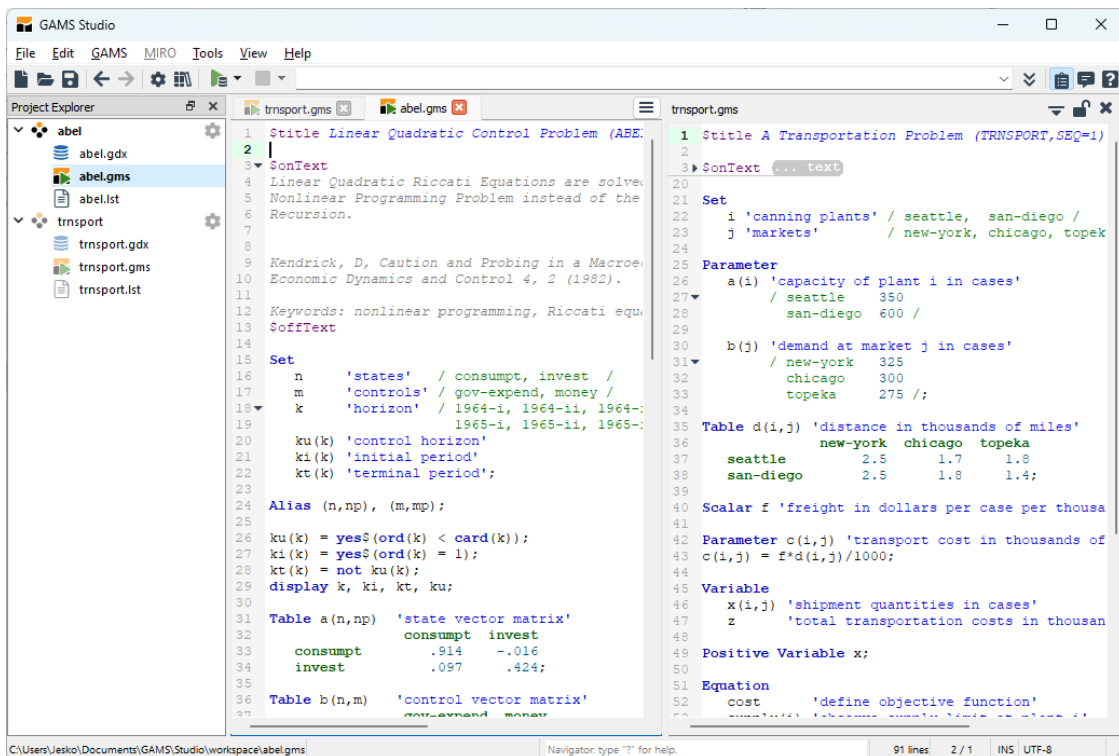 GAMS Studio
File Edit GAMS MIRO Tools View Help
Project Explorer
abel
abel.gdx
abel.gms
abel.lst
trnsport
trnsport.gdx
trnsport.gms
trnsport.lst
trnsport.gms abel.gms
1 $title Linear Quadratic Control Problem (ABE
2
3 $onText
4 Linear Quadratic Riccati Equations are solve
5 Nonlinear Programming Problem instead of the
6 Recursion.
7
8
9 Kendrick, D, Caution and Probing in a Macroe
10 Economic Dynamics and Control 4, 2 (1982).
11
12 Keywords: nonlinear programming, Riccati equ
13 $offText
14
15 Set
16 n 'states' / consumpt, invest /
17 m 'controls' / gov-expend, money /
18 k 'horizon' / 1964-i, 1964-ii, 1964-
19 1965-i, 1965-ii, 1965-
20 ku(k) 'control horizon'
21 ki(k) 'initial period'
22 kt(k) 'terminal period';
23
24 Alias (n,np), (m,mp);
25
26 ku(k) = yes$(ord(k) < card(k));
27 ki(k) = yes$(ord(k) = 1);
28 kt(k) = not ku(k);
29 display k, ki, kt, ku;
30
31 Table a(n,np) 'state vector matrix'
32 consumpt invest
33 consumpt .914 -.016
34 invest .097 .424;
35
36 Table b(n,m) 'control vector matrix'
37 gov-expend money
trnsport.gms
1 $title A Transportation Problem (TRNSPORT,SEQ=1)
2
3 $onText (... text)
20
21 Set
22 i 'canning plants' / seattle, san-diego /
23 j 'markets' / new-york, chicago, topek
24
25 Parameter
26 a(i) 'capacity of plant i in cases'
27 / seattle 350
28 san-diego 600 /
29
30 b(j) 'demand at market j in cases'
31 / new-york 325
32 chicago 300
33 topeka 275 /;
34
35 Table d(i,j) 'distance in thousands of miles'
36 new-york chicago topeka
37 seattle 2.5 1.7 1.8
38 san-diego 2.5 1.8 1.4;
39
40 Scalar f 'freight in dollars per case per thousa
41
42 Parameter c(i,j) 'transport cost in thousands of
43 c(i,j) = f*d(i,j)/1000;
44
45 Variable
46 x(i,j) 'shipment quantities in cases'
47 z 'total transportation costs in thousan
48
49 Positive Variable x;
50
51 Equation
52 cost 'define objective function'
53 supply(i) 'observe supply limit at plant i'
C:\Users\Jesko\Documents\GAMS\Studio\workspace\abel.gms
Navigator: type "?" for help.
91 lines 2 / 1 INS UTF-8